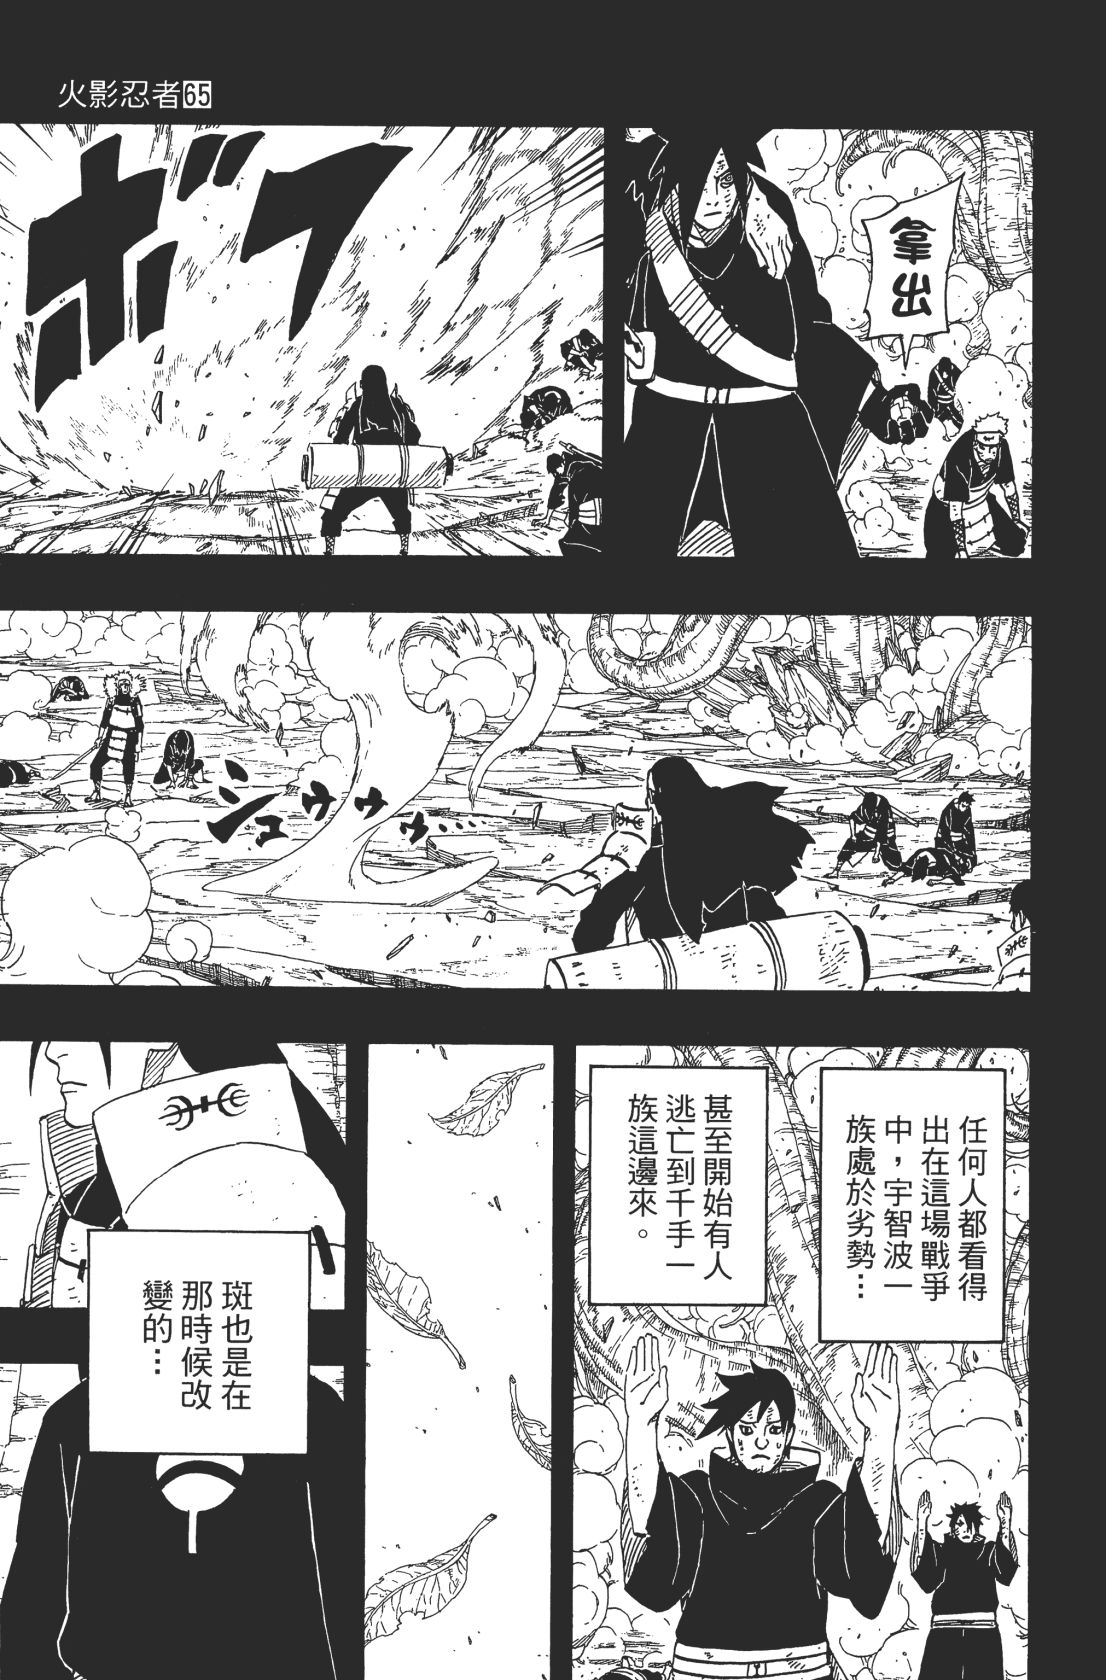 火影忍者65
拿出
ボッ
シュウゥゥ……
任何人都看得
出在這場戰爭
中，宇智波一
族處於劣勢…
甚至開始有人
逃亡到千手一
族這邊來。
斑也是在
那時候改
變的…